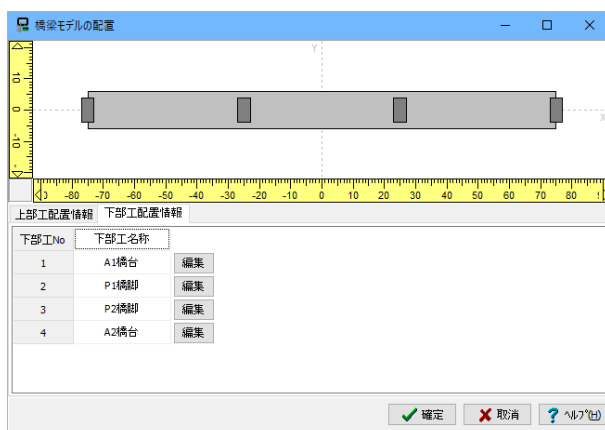 橋梁モデルの配置
Y
10
0
-10
X
-80 -70 -60 -50 -40 -30 -20 -10 0 10 20 30 40 50 60 70 80
上部工配置情報 下部工配置情報
下部工No 下部工名称
1 A1橋台 編集
2 P1橋脚 編集
3 P2橋脚 編集
4 A2橋台 編集
確定 取消 ヘルプ(H)